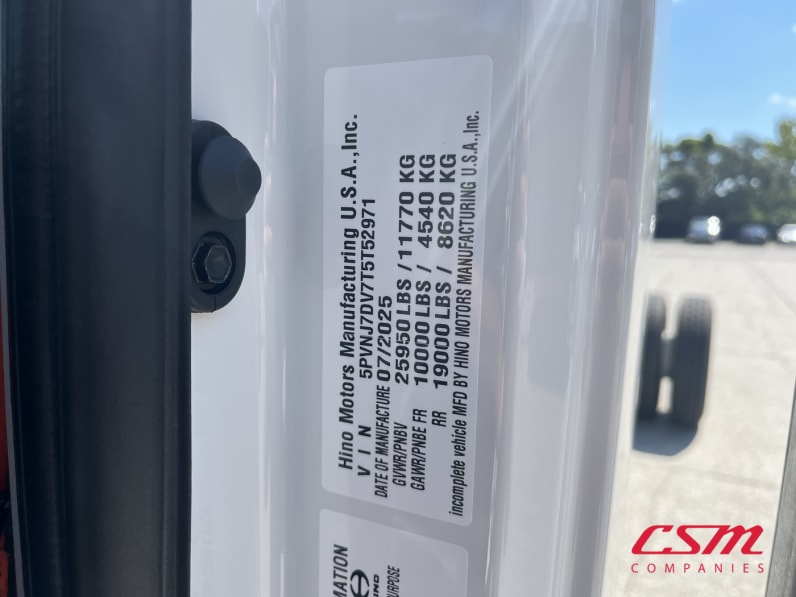 Hino Motors Manufacturing U.S.A.,Inc.
VIN 5PVNJ7DV7T5T52971
DATE OF MANUFACTURE 07/2025
GVWR/PNBV 25950 LBS / 11770 KG
GAWR/PNBE FR 10000 LBS / 4540 KG
RR 19000 LBS / 8620 KG
incomplete vehicle MFD BY HINO MOTORS MANUFACTURING U.S.A.,Inc.
CSM
COMPANIES